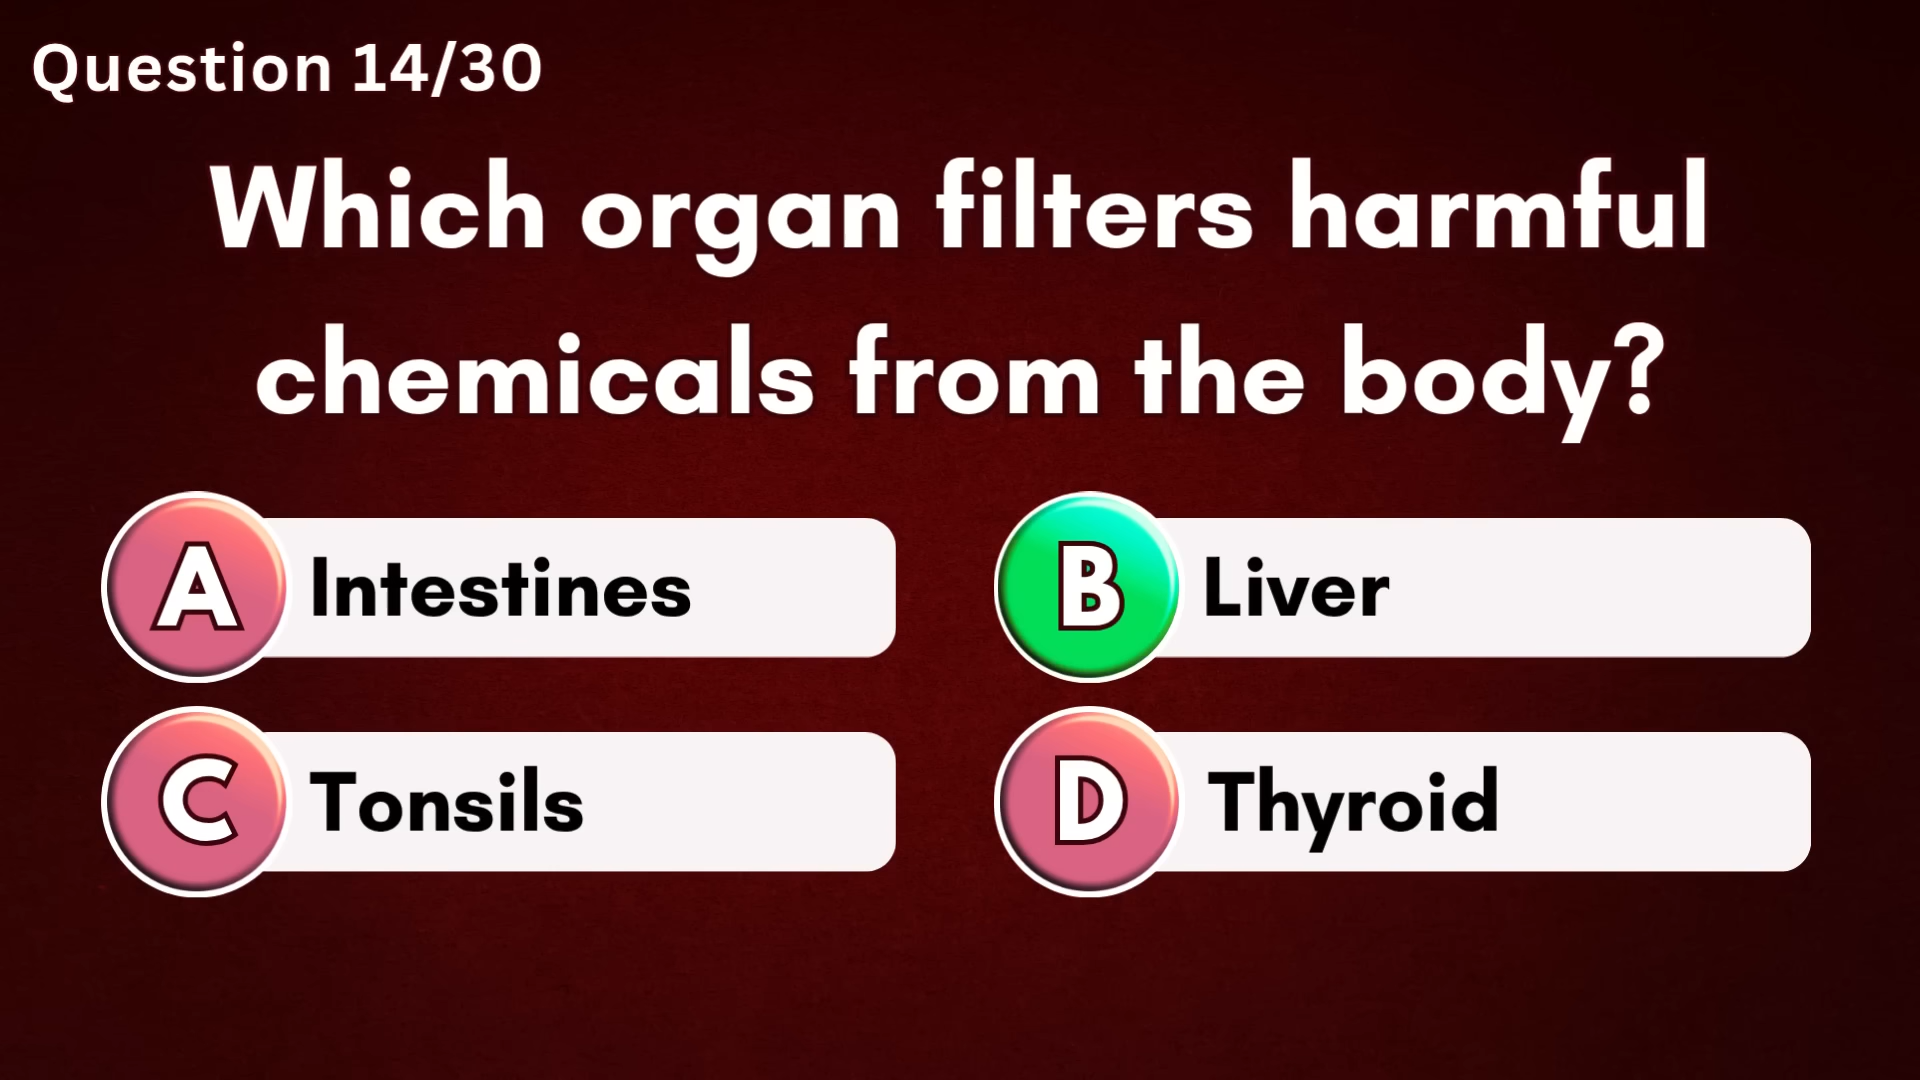 Question 14/30
Which organ filters harmful
chemicals from the body?
A Intestines
B Liver
C Tonsils
D Thyroid